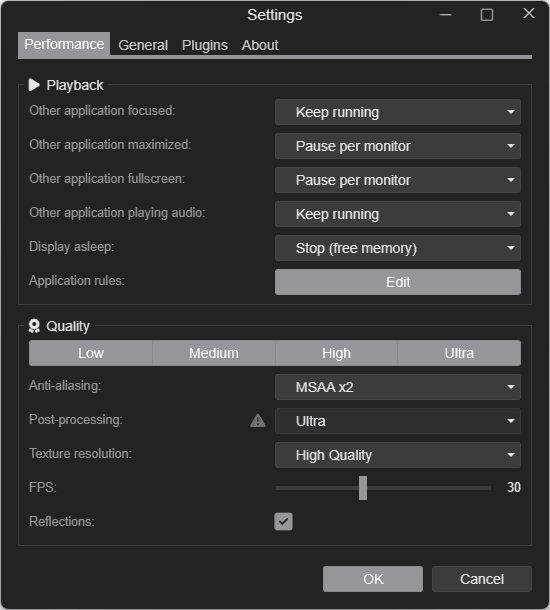 Settings
Performance General Plugins About
Playback
Other application focused: Keep running
Other application maximized: Pause per monitor
Other application fullscreen: Pause per monitor
Other application playing audio: Keep running
Display asleep: Stop (free memory)
Application rules: Edit
Quality
Low Medium High Ultra
Anti-aliasing: MSAA x2
Post-processing: Ultra
Texture resolution: High Quality
FPS: 30
Reflections:
OK Cancel